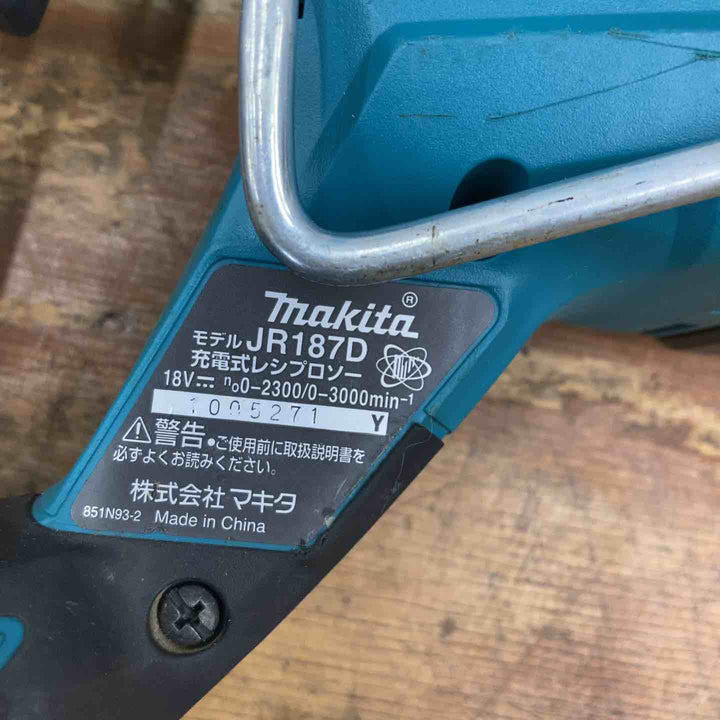 makita®
モデル JR187D
充電式レシプロソー
18V⎓ n₀0-2300/0-3000min⁻¹
1005271 Y
⚠警告●ご使用前に取扱説明書を
必ずよくお読みください。
株式会社 マキタ
851N93-2 Made in China